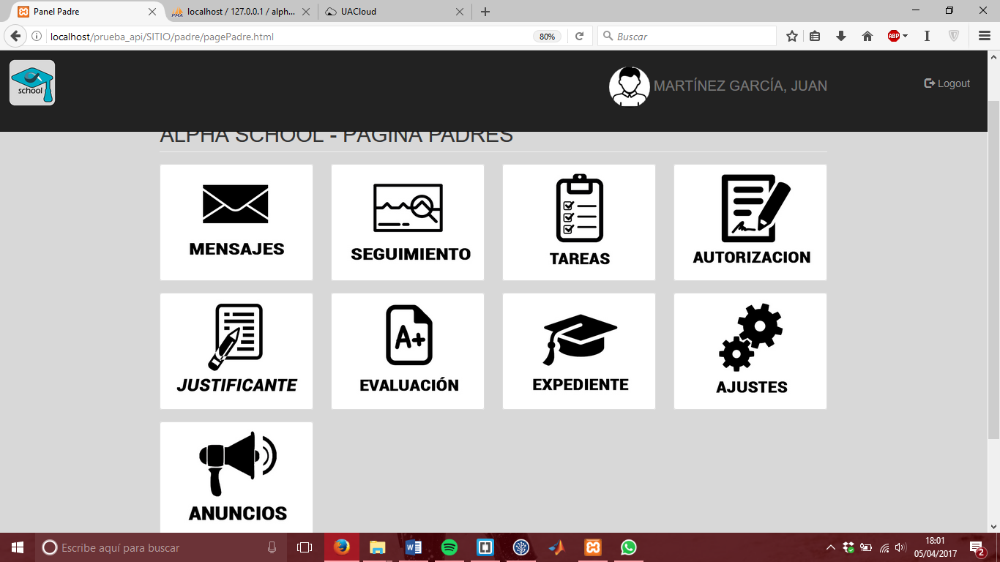 Panel Padre
localhost / 127.0.0.1 / alph...
UACloud
localhost/prueba_api/SITIO/padre/pagePadre.html
80%
Buscar
ABP
school
MARTÍNEZ GARCÍA, JUAN
Logout
ALPHA SCHOOL - PAGINA PADRES
MENSAJES
SEGUIMIENTO
TAREAS
AUTORIZACION
JUSTIFICANTE
A+
EVALUACIÓN
EXPEDIENTE
AJUSTES
ANUNCIOS
Escribe aquí para buscar
18:01
05/04/2017
2